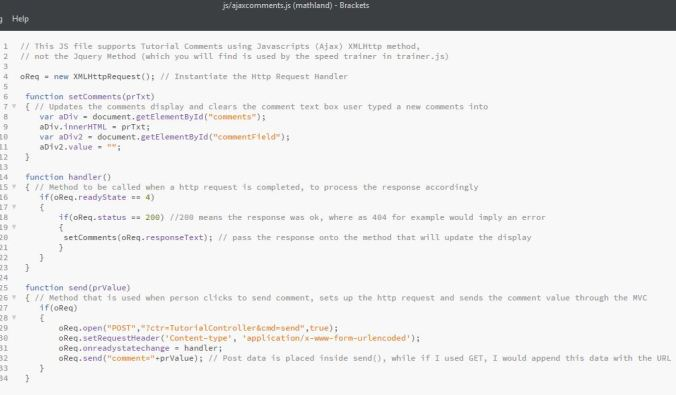 js/ajaxcomments.js (mathland) - Brackets
Help
1 // This JS file supports Tutorial Comments using Javascripts (Ajax) XMLHttp method,
2 // not the Jquery Method (which you will find is used by the speed trainer in trainer.js)
3
4 oReq = new XMLHttpRequest(); // Instantiate the Http Request Handler
5
6 function setComments(prTxt)
7 { // Updates the comments display and clears the comment text box user typed a new comments into
8 var aDiv = document.getElementById("comments");
9 aDiv.innerHTML = prTxt;
10 var aDiv2 = document.getElementById("commentField");
11 aDiv2.value = "";
12 }
13
14 function handler()
15 { // Method to be called when a http request is completed, to process the response accordingly
16 if(oReq.readyState == 4)
17 {
18 if(oReq.status == 200) //200 means the response was ok, where as 404 for example would imply an error
19 {
20 setComments(oReq.responseText); // pass the response onto the method that will update the display
21 }
22 }
23 }
24
25 function send(prValue)
26 { // Method that is used when person clicks to send comment, sets up the http request and sends the comment value through the MVC
27 if(oReq)
28 {
29 oReq.open("POST","?ctr=TutorialController&cmd=send",true);
30 oReq.setRequestHeader('Content-type', 'application/x-www-form-urlencoded');
31 oReq.onreadystatechange = handler;
32 oReq.send("comment="+prValue); // Post data is placed inside send(), while if I used GET, I would append this data with the URL
33 }
34 }